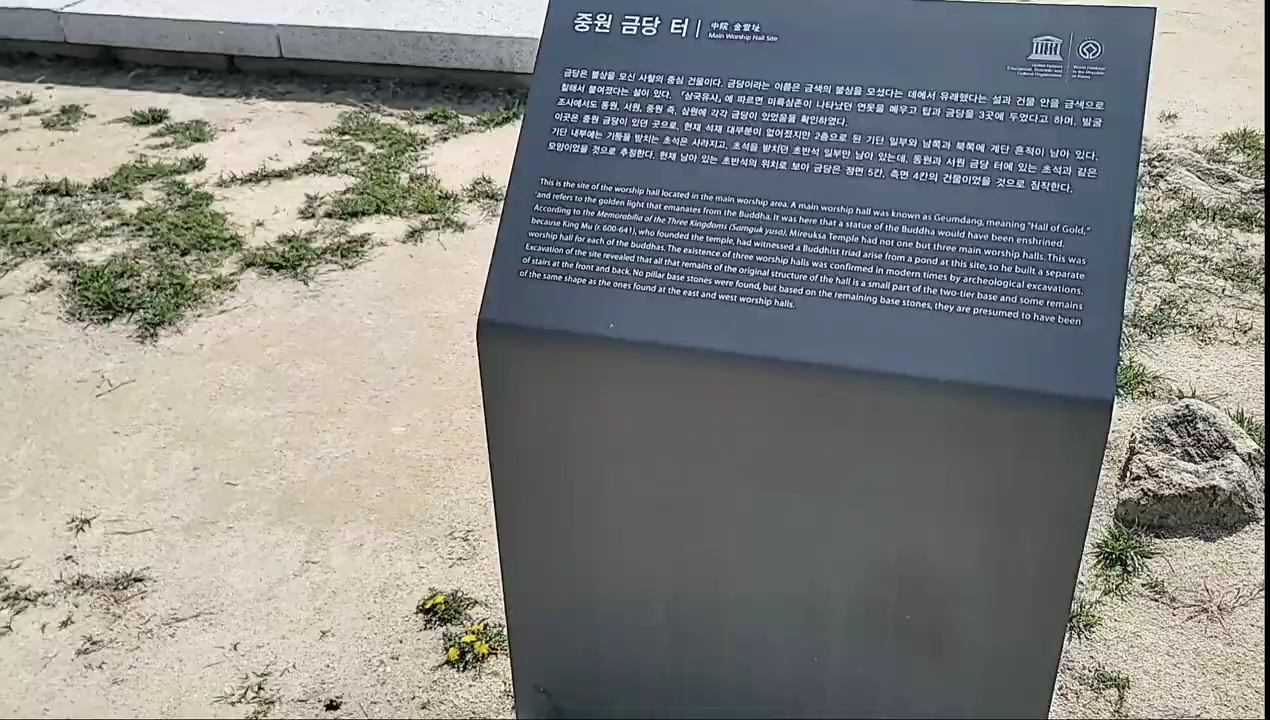 중원 금당 터
中院 金堂址
Main Worship Hall Site
United Nations
Educational, Scientific and
Cultural Organization
World Heritage
in the Republic
of Korea
금당은 불상을 모신 사찰의 중심 건물이다. 금당이라는 이름은 금색의 불상을 모셨다는 데에서 유래했다는 설과 건물 안을 금색으로
칠해서 붙여졌다는 설이 있다. 『삼국유사』에 따르면 미륵삼존이 나타났던 연못을 메우고 탑과 금당을 3곳에 두었다고 하며, 발굴
조사에서도 동원, 서원, 중원 즉, 삼원에 각각 금당이 있었음을 확인하였다.
이곳은 중원 금당이 있던 곳으로, 현재 석재 대부분이 없어졌지만 2층으로 된 기단 일부와 남쪽과 북쪽에 계단 흔적이 남아 있다.
기단 내부에는 기둥을 받치는 초석은 사라지고, 초석을 받치던 초반석 일부만 남아 있는데, 동원과 서원 금당 터에 있는 초석과 같은
모양이었을 것으로 추정한다. 현재 남아 있는 초반석의 위치로 보아 금당은 정면 5칸, 측면 4칸의 건물이었을 것으로 짐작한다.
This is the site of the worship hall located in the main worship area. A main worship hall was known as Geumdang, meaning "Hall of Gold,"
and refers to the golden light that emanates from the Buddha. It was here that a statue of the Buddha would have been enshrined.
According to the Memorabilia of the Three Kingdoms (Samguk yusa), Mireuksa Temple had not one but three main worship halls. This was
because King Mu (r. 600-641), who founded the temple, had witnessed a Buddhist triad arise from a pond at this site, so he built a separate
worship hall for each of the buddhas. The existence of three worship halls was confirmed in modern times by archeological excavations.
Excavation of the site revealed that all that remains of the original structure of the hall is a small part of the two-tier base and some remains
of stairs at the front and back. No pillar base stones were found, but based on the remaining base stones, they are presumed to have been
of the same shape as the ones found at the east and west worship halls.